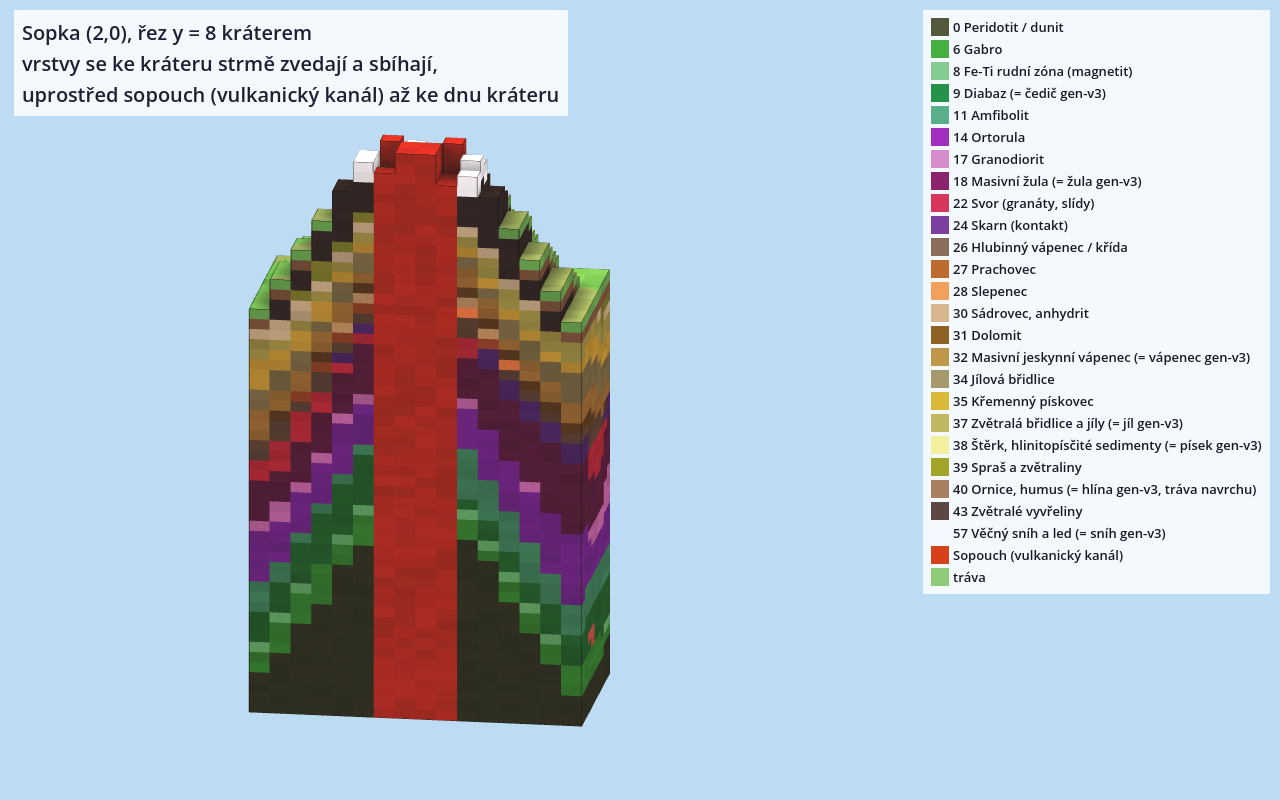 Sopka (2,0), řez y = 8 kráterem
vrstvy se ke kráteru strmě zvedají a sbíhají,
uprostřed sopouch (vulkanický kanál) až ke dnu kráteru
0 Peridotit / dunit
6 Gabro
8 Fe-Ti rudní zóna (magnetit)
9 Diabaz (= čedič gen-v3)
11 Amfibolit
14 Ortorula
17 Granodiorit
18 Masivní žula (= žula gen-v3)
22 Svor (granáty, slídy)
24 Skarn (kontakt)
26 Hlubinný vápenec / křída
27 Prachovec
28 Slepenec
30 Sádrovec, anhydrit
31 Dolomit
32 Masivní jeskynní vápenec (= vápenec gen-v3)
34 Jílová břidlice
35 Křemenný pískovec
37 Zvětralá břidlice a jíly (= jíl gen-v3)
38 Štěrk, hlinitopísčité sedimenty (= písek gen-v3)
39 Spraš a zvětraliny
40 Ornice, humus (= hlína gen-v3, tráva navrchu)
43 Zvětralé vyvřeliny
57 Věčný sníh a led (= sníh gen-v3)
Sopouch (vulkanický kanál)
tráva